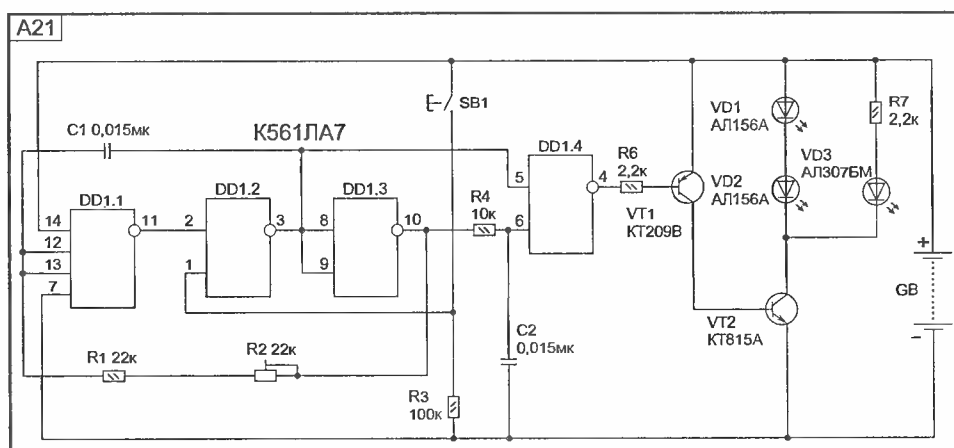 А21
C1 0,015мк
К561ЛА7
SB1
DD1.1
DD1.2
DD1.3
DD1.4
14
12
13
7
11
2
1
3
8
9
10
R4
10к
5
6
4
R6
2,2к
VT1
КТ209В
VD1
АЛ156А
VD2
АЛ156А
R7
2,2к
VD3
АЛ307БМ
VT2
КТ815А
+
GB
-
C2
0,015мк
R1 22к
R2 22к
R3
100к